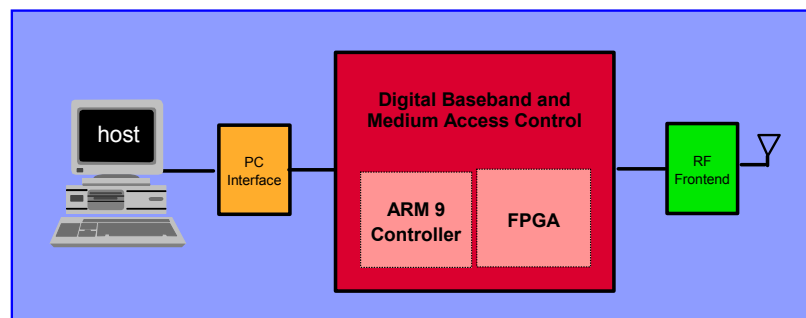 host
PC
Interface
Digital Baseband and
Medium Access Control
ARM 9
Controller
FPGA
RF
Frontend